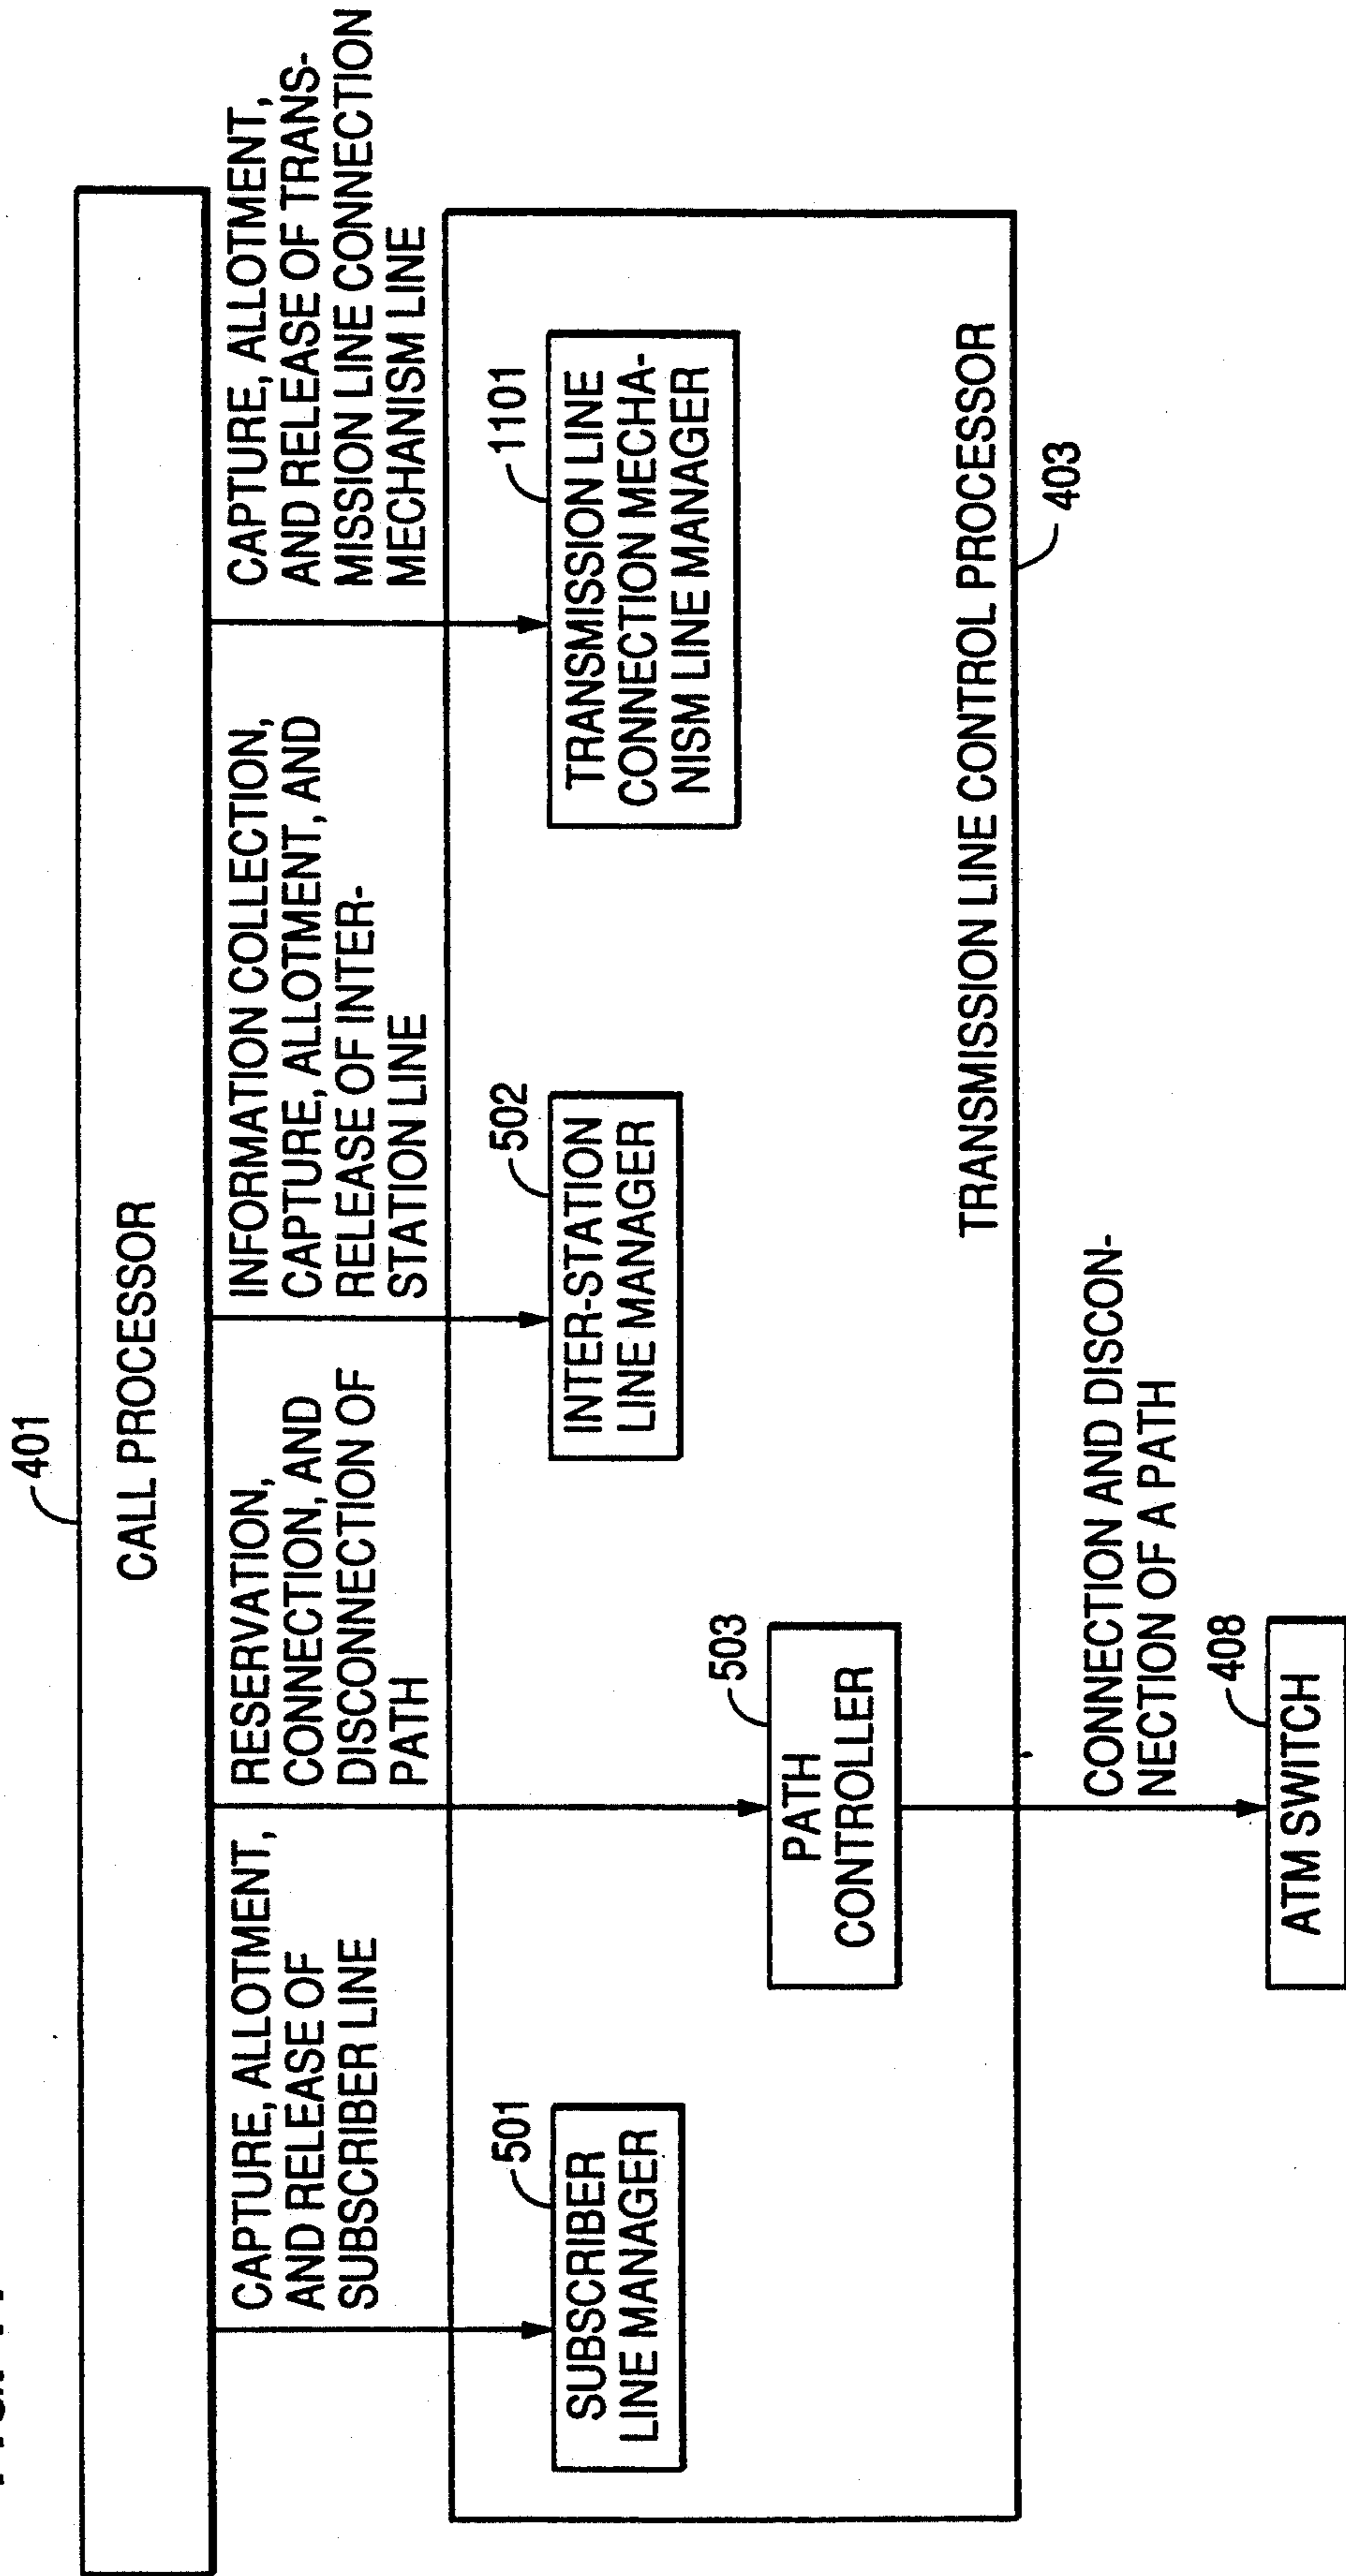 401
CALL PROCESSOR
CAPTURE, ALLOTMENT,
AND RELEASE OF
SUBSCRIBER LINE
RESERVATION,
CONNECTION, AND
DISCONNECTION OF
PATH
INFORMATION COLLECTION,
CAPTURE, ALLOTMENT, AND
RELEASE OF INTER-
STATION LINE
CAPTURE, ALLOTMENT,
AND RELEASE OF TRANS-
MISSION LINE CONNECTION
MECHANISM LINE
501
SUBSCRIBER
LINE MANAGER
503
PATH
CONTROLLER
502
INTER-STATION
LINE MANAGER
1101
TRANSMISSION LINE
CONNECTION MECHA-
NISM LINE MANAGER
TRANSMISSION LINE CONTROL PROCESSOR
403
CONNECTION AND DISCON-
NECTION OF A PATH
408
ATM SWITCH